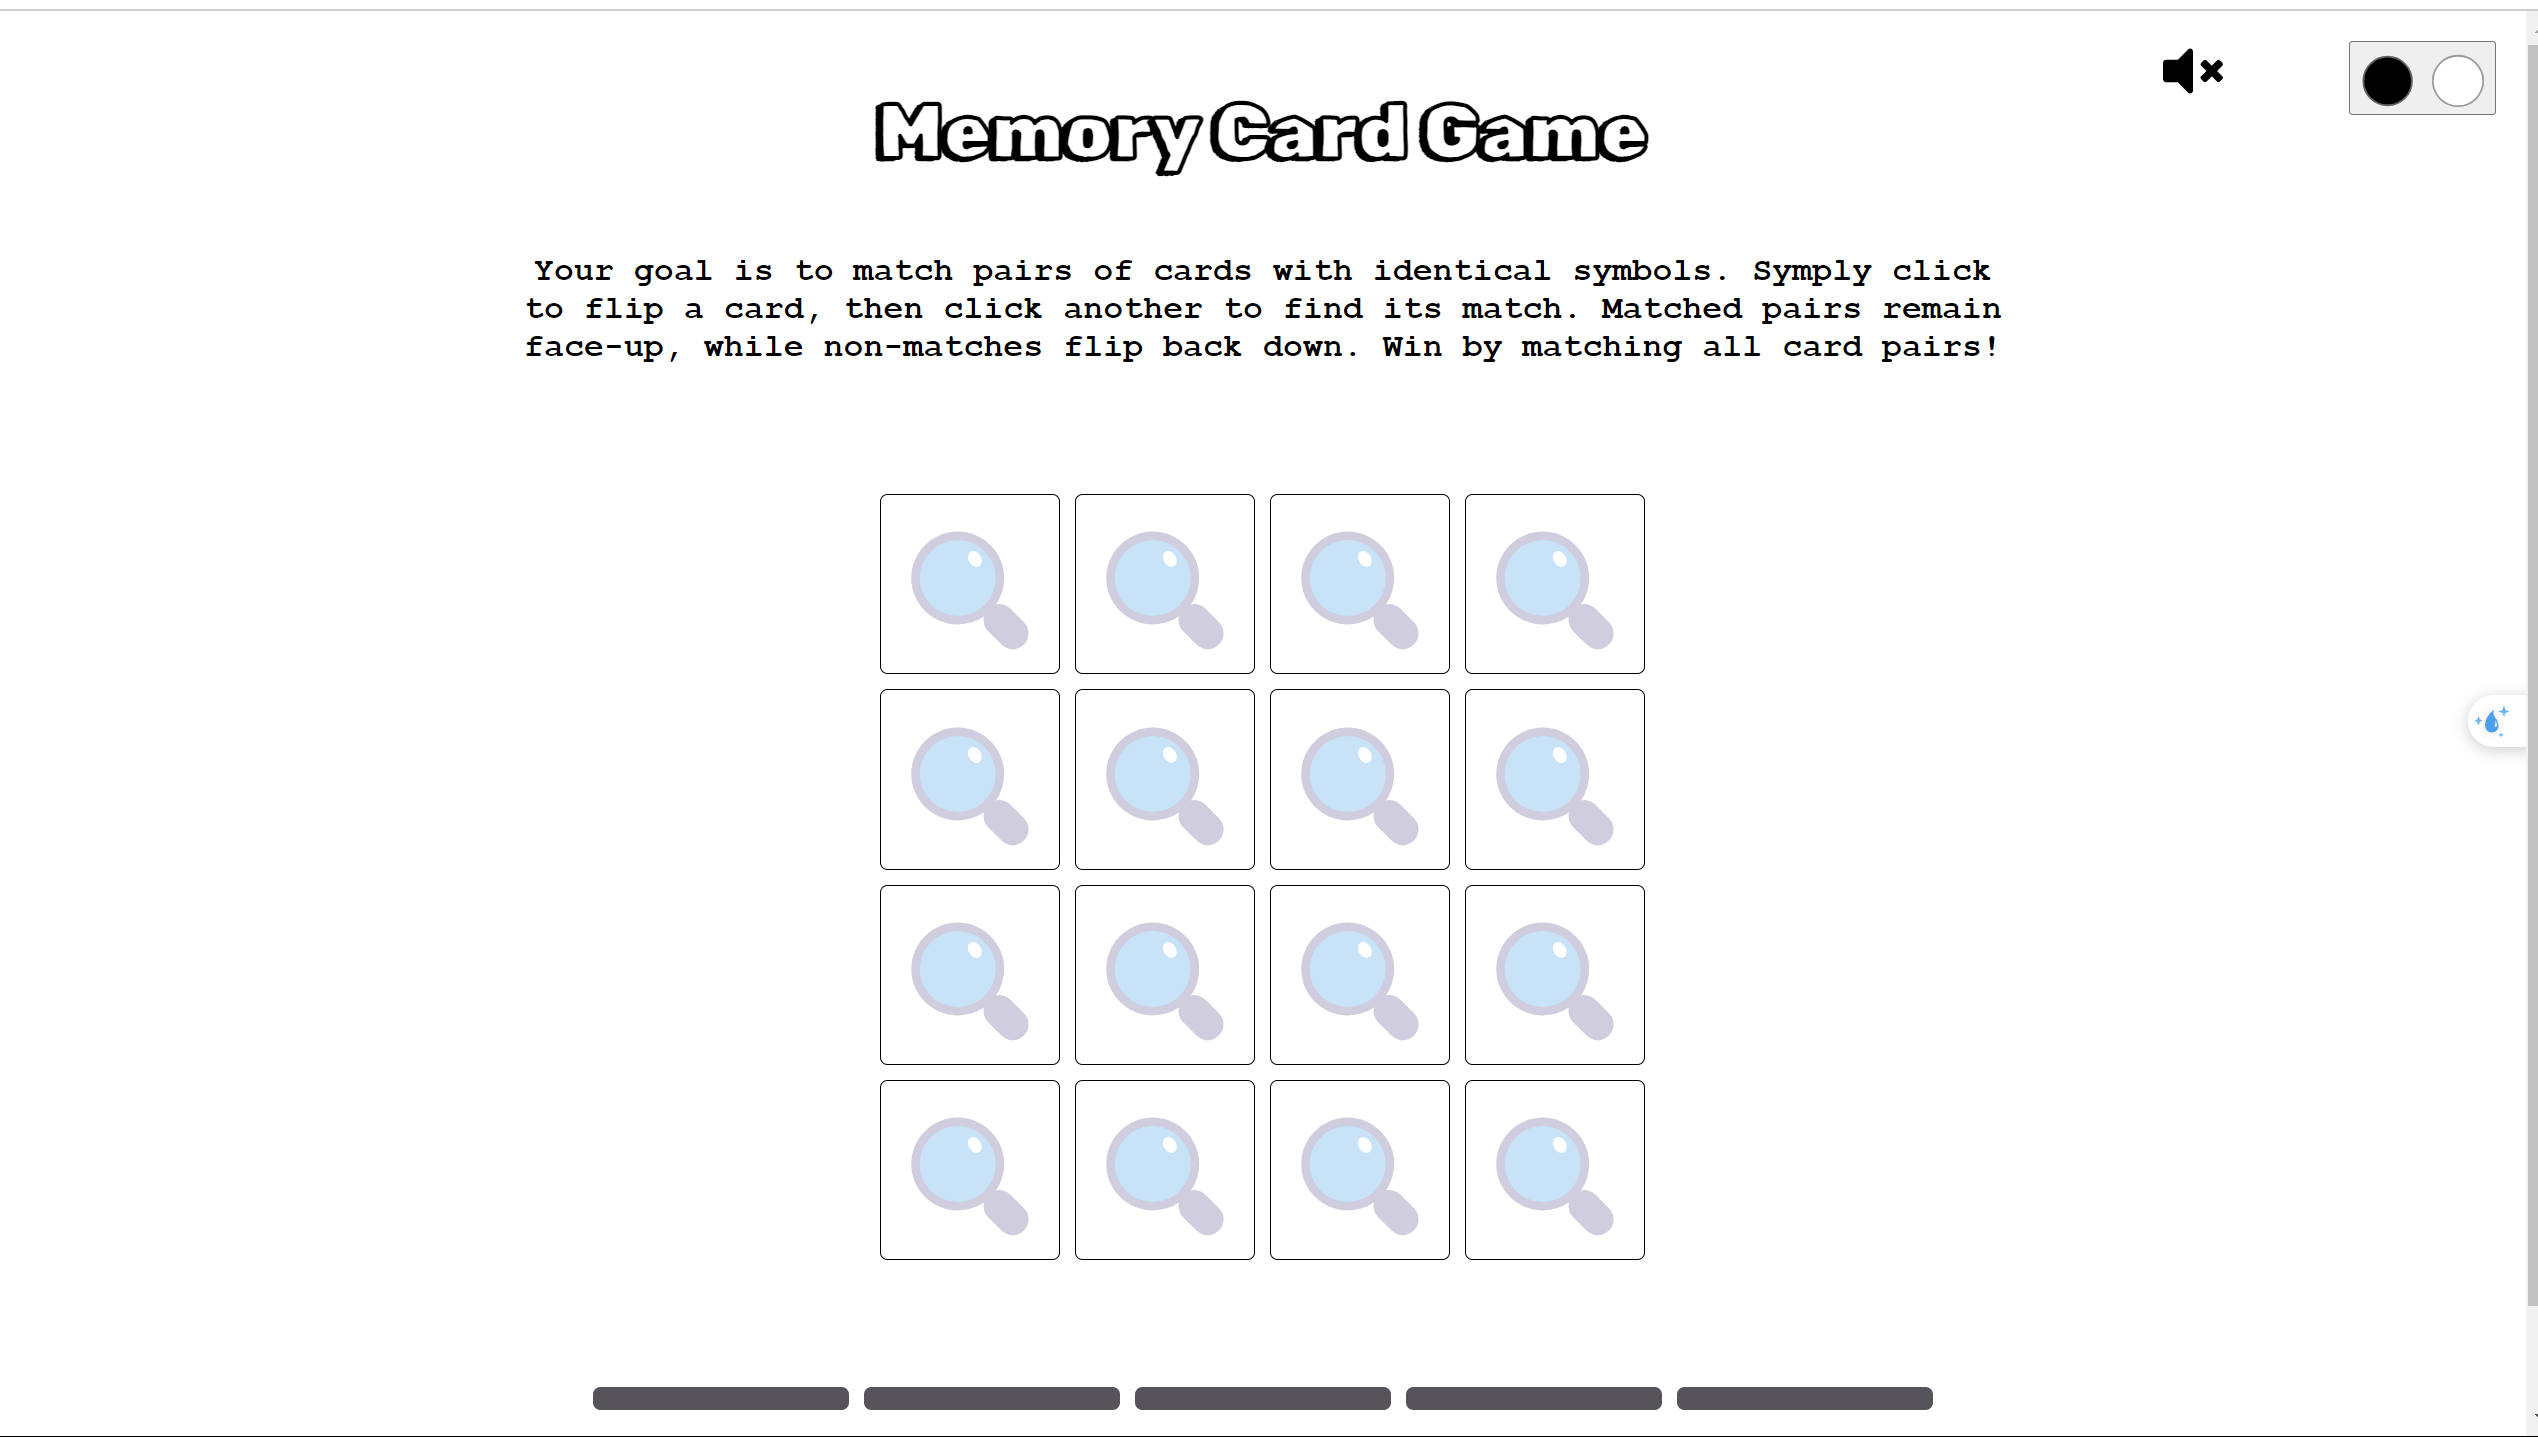 Memory Card Game
Your goal is to match pairs of cards with identical symbols. Symply click
to flip a card, then click another to find its match. Matched pairs remain
face-up, while non-matches flip back down. Win by matching all card pairs!